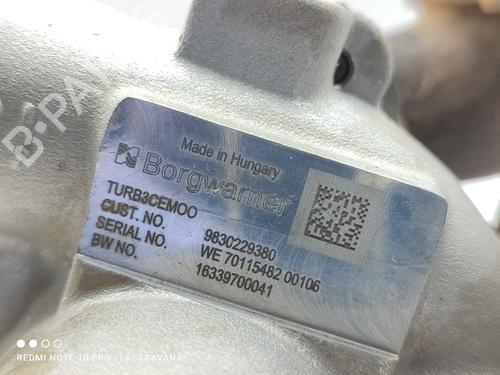 Made in Hungary
Borgwarner
TURB3CEMOO
CUST. NO. 9830229380
SERIAL NO. WE 70115482 00106
BW NO. 16339700041
B-PA
REDMI NOTE 10 PRO - LACARAVANA